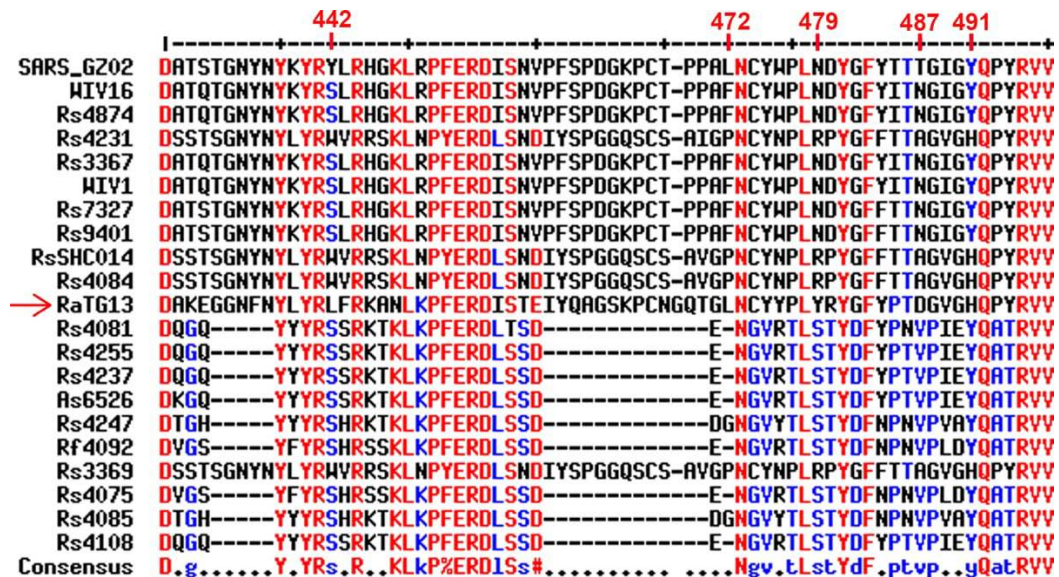 442 472 479 487 491
SARS_GZ02 DATSTGNYNYKYRYLRHGKLRPFERDISNVPFSPDGKPCT-PPALNCYWPLNDYGFYTTTGIGYQPYRVV
WIV16 DATQTGNYNYKYRSLRHGKLRPFERDISNVPFSPDGKPCT-PPAFNCYWPLNDYGFYITNGIGYQPYRVV
Rs4874 DATQTGNYNYKYRSLRHGKLRPFERDISNVPFSPDGKPCT-PPAFNCYWPLNDYGFYITNGIGYQPYRVV
Rs4231 DSSTSGNYNYLYRWVRRSKLNPYERDLSNDIYSPGGQSCS-AIGPNCYNPLRPYGFFTTAGVGHQPYRVV
Rs3367 DATQTGNYNYKYRSLRHGKLRPFERDISNVPFSPDGKPCT-PPAFNCYWPLNDYGFYITNGIGYQPYRVV
WIV1 DATQTGNYNYKYRSLRHGKLRPFERDISNVPFSPDGKPCT-PPAFNCYWPLNDYGFYITNGIGYQPYRVV
Rs7327 DATSTGNYNYKYRSLRHGKLRPFERDISNVPFSPDGKPCT-PPAFNCYWPLNDYGFFTTNGIGYQPYRVV
Rs9401 DATSTGNYNYKYRSLRHGKLRPFERDISNVPFSPDGKPCT-PPAFNCYWPLNDYGFFTTNGIGYQPYRVV
RsSHC014 DSSTSGNYNYLYRWVRRSKLNPYERDLSNDIYSPGGQSCS-AVGPNCYNPLRPYGFFTTAGVGHQPYRVV
Rs4084 DSSTSGNYNYLYRWVRRSKLNPYERDLSNDIYSPGGQSCS-AVGPNCYNPLRPYGFFTTAGVGHQPYRVV
RaTG13 DAKEGGNFNYLYRLFRKANLKPFERDISTEIYQAGSKPCNGQTGLNCYYPLYRYGFYPTDGVGHQPYRVV
Rs4081 DQGQ-----YYYRSSRKTKLKPFERDLTSD-------------E-NGVRTLSTYDFYPNVPIEYQATRVV
Rs4255 DQGQ-----YYYRSSRKTKLKPFERDLSSD-------------E-NGVRTLSTYDFYPTVPIEYQATRVV
Rs4237 DQGQ-----YYYRSSRKTKLKPFERDLSSD-------------E-NGVRTLSTYDFYPTVPIEYQATRVV
As6526 DKGQ-----YYYRSSRKTKLKPFERDLSSD-------------E-NGVRTLSTYDFYPTVPIEYQATRVV
Rs4247 DTGH-----YYYRSHRKTKLKPFERDLSSD-------------DGNGVYTLSTYDFNPNVPVAYQATRVV
Rf4092 DVGS-----YFYRSHRSSKLKPFERDLSSD-------------E-NGVRTLSTYDFNPNVPLDYQATRVV
Rs3369 DSSTSGNYNYLYRWVRRSKLNPYERDLSNDIYSPGGQSCS-AVGPNCYNPLRPYGFFTTAGVGHQPYRVV
Rs4075 DVGS-----YFYRSHRSSKLKPFERDLSSD-------------E-NGVRTLSTYDFNPNVPLDYQATRVV
Rs4085 DTGH-----YYYRSHRKTKLKPFERDLSSD-------------DGNGVYTLSTYDFNPNVPVAYQATRVV
Rs4108 DQGQ-----YYYRSSRKTKLKPFERDLSSD-------------E-NGVRTLSTYDFYPTVPIEYQATRVV
Consensus D.g......Y.YRs.R..KLkP%ERDlSs#..............Ngv.tLstYdF.ptvp..yQatRVV